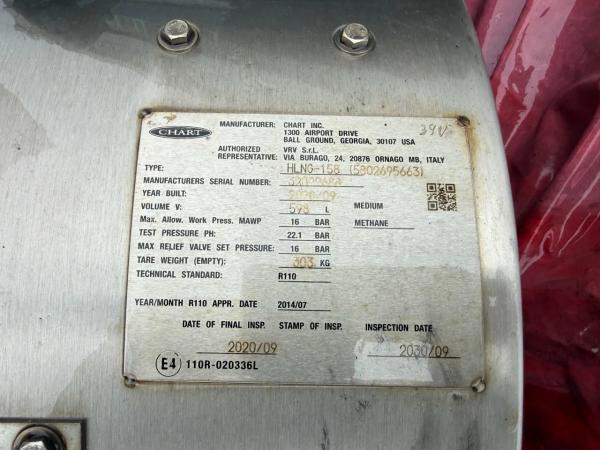 CHART
MANUFACTURER: CHART INC.
1300 AIRPORT DRIVE
BALL GROUND, GEORGIA, 30107 USA
AUTHORIZED REPRESENTATIVE: VRV S.r.L.
VIA BURAGO, 24, 20876 ORNAGO MB, ITALY
TYPE: HLNG-158 (5802695663)
MANUFACTURERS SERIAL NUMBER:
YEAR BUILT: 2020/09
VOLUME V: 598 L MEDIUM
Max. Allow. Work Press. MAWP 16 BAR METHANE
TEST PRESSURE PH: 22.1 BAR
MAX RELIEF VALVE SET PRESSURE: 16 BAR
TARE WEIGHT (EMPTY): 303 KG
TECHNICAL STANDARD: R110
YEAR/MONTH R110 APPR. DATE 2014/07
DATE OF FINAL INSP. STAMP OF INSP. INSPECTION DATE
2020/09 2030/09
E4 110R-020336L